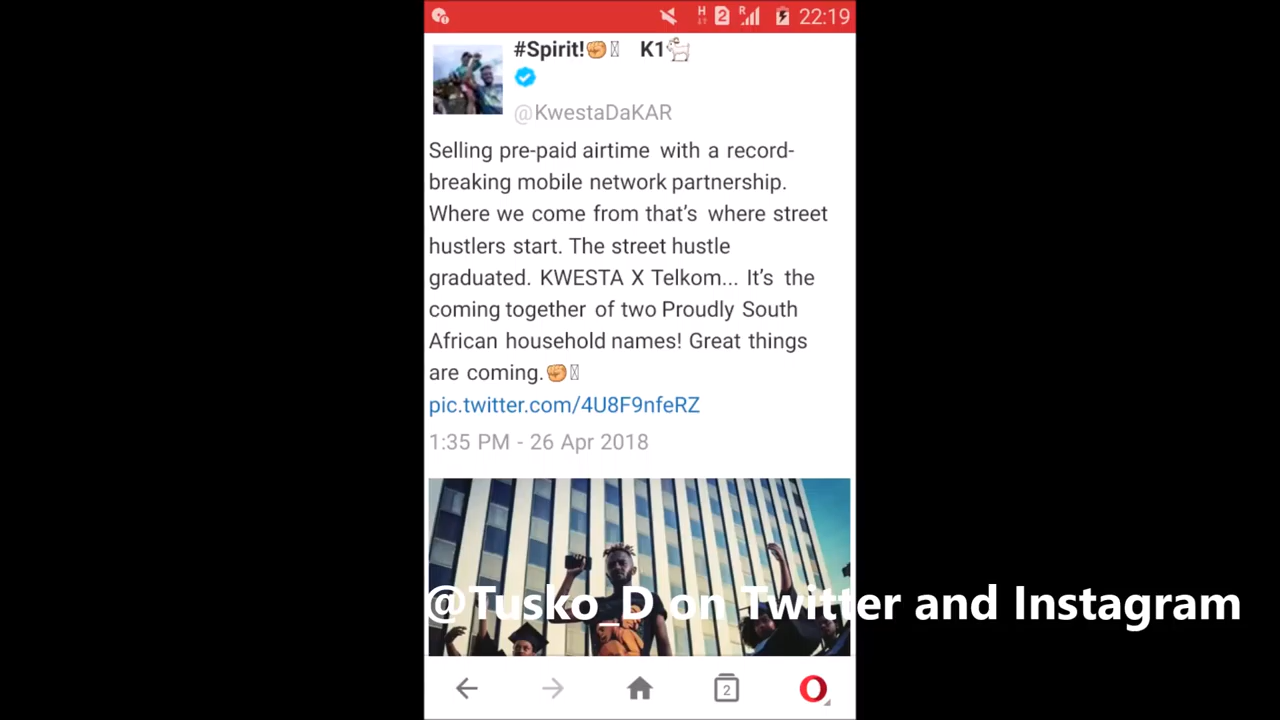 H 2 R 22:19
#Spirit!✊ K1🐐
@KwestaDaKAR
Selling pre-paid airtime with a record-
breaking mobile network partnership.
Where we come from that’s where street
hustlers start. The street hustle
graduated. KWESTA X Telkom... It’s the
coming together of two Proudly South
African household names! Great things
are coming.✊
pic.twitter.com/4U8F9nfeRZ
1:35 PM - 26 Apr 2018
@Tusko_D on Twitter and Instagram
2